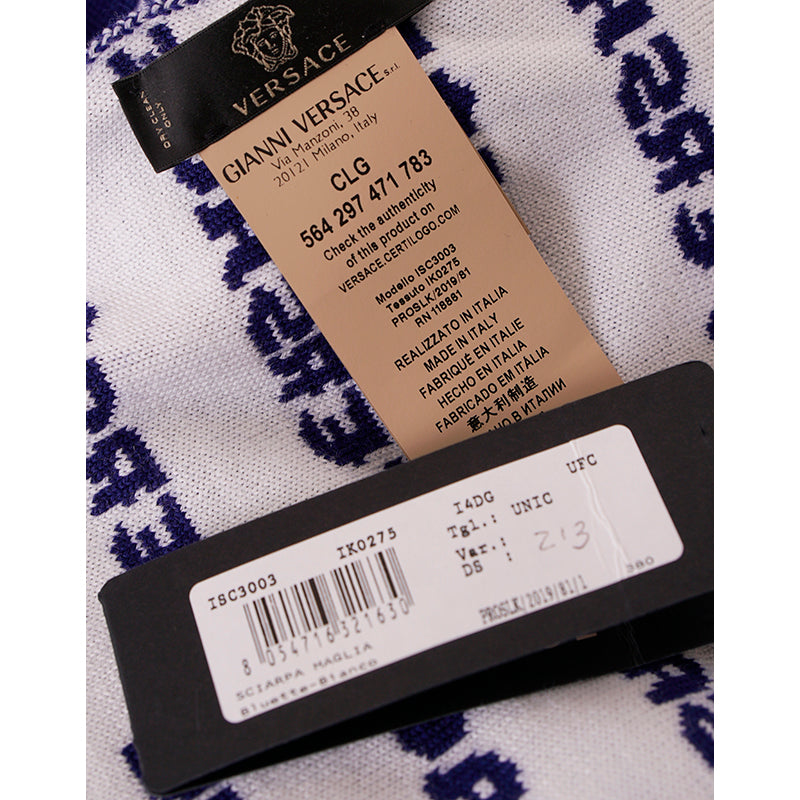 VERSACE
DRY CLEAN
ONLY
GIANNI VERSACE s.r.l.
Via Manzoni, 38
20121 Milano, Italy
CLG
564 297 471 783
Check the authenticity
of this product on
VERSACE.CERTILOGO.COM
Modello ISC3003
Tessuto IK0275
PROSLK/2019/81
RN 118881
REALIZZATO IN ITALIA
MADE IN ITALY
FABRIQUÉ EN ITALIE
HECHO EN ITALIA
FABRICADO EM ITÁLIA
意大利制造
В ИТАЛИИ
ISC3003 IK0275 I4DG UFC
Tgl.: UNIC
Var.:
DS : 213
8 054716 321630
PROSLK/2019/81/1 380
SCIARPA MAGLIA
Bluette-Bianco